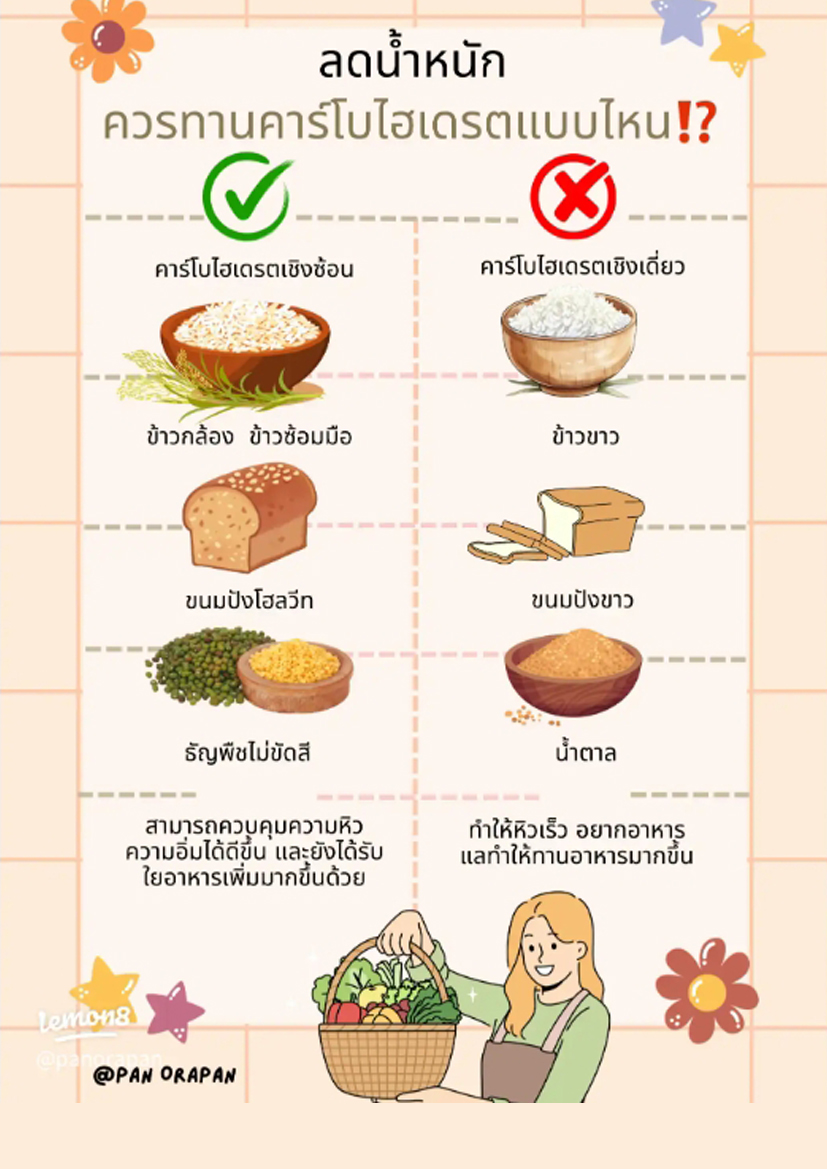 ลดน้ำหนัก
ควรทานคาร์โบไฮเดรตแบบไหน⁉
คาร์โบไฮเดรตเชิงซ้อน
คาร์โบไฮเดรตเชิงเดี่ยว
ข้าวกล้อง ข้าวซ้อมมือ
ข้าวขาว
ขนมปังโฮลวีท
ขนมปังขาว
ธัญพืชไม่ขัดสี
น้ำตาล
สามารถควบคุมความหิว
ความอิ่มได้ดีขึ้น และยังได้รับ
ใยอาหารเพิ่มมากขึ้นด้วย
ทำให้หิวเร็ว อยากอาหาร
แลทำให้ทานอาหารมากขึ้น
lemon8
@panorapan
@PAN ORAPAN